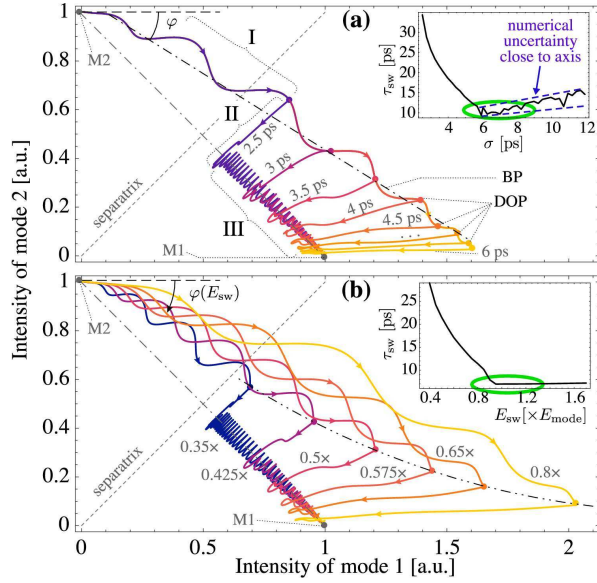 (a)
I
φ
M2
II
2.5 ps
3 ps
3.5 ps
4 ps
4.5 ps
...
6 ps
III
M1
BP
DOP
separatrix
1
0.8
0.6
0.4
0.2
0
Intensity of mode 2 [a.u.]
τsw [ps]
30
25
20
15
10
4
6
8
10
12
σ [ps]
numerical
uncertainty
close to axis
(b)
φ(Esw)
M2
separatrix
0.35×
0.425×
0.5×
0.575×
0.65×
0.8×
M1
1
0.8
0.6
0.4
0.2
0
τsw [ps]
25
20
15
10
0.4
0.8
1.2
1.6
Esw[×Emode]
0
0.5
1.0
1.5
2.0
Intensity of mode 1 [a.u.]